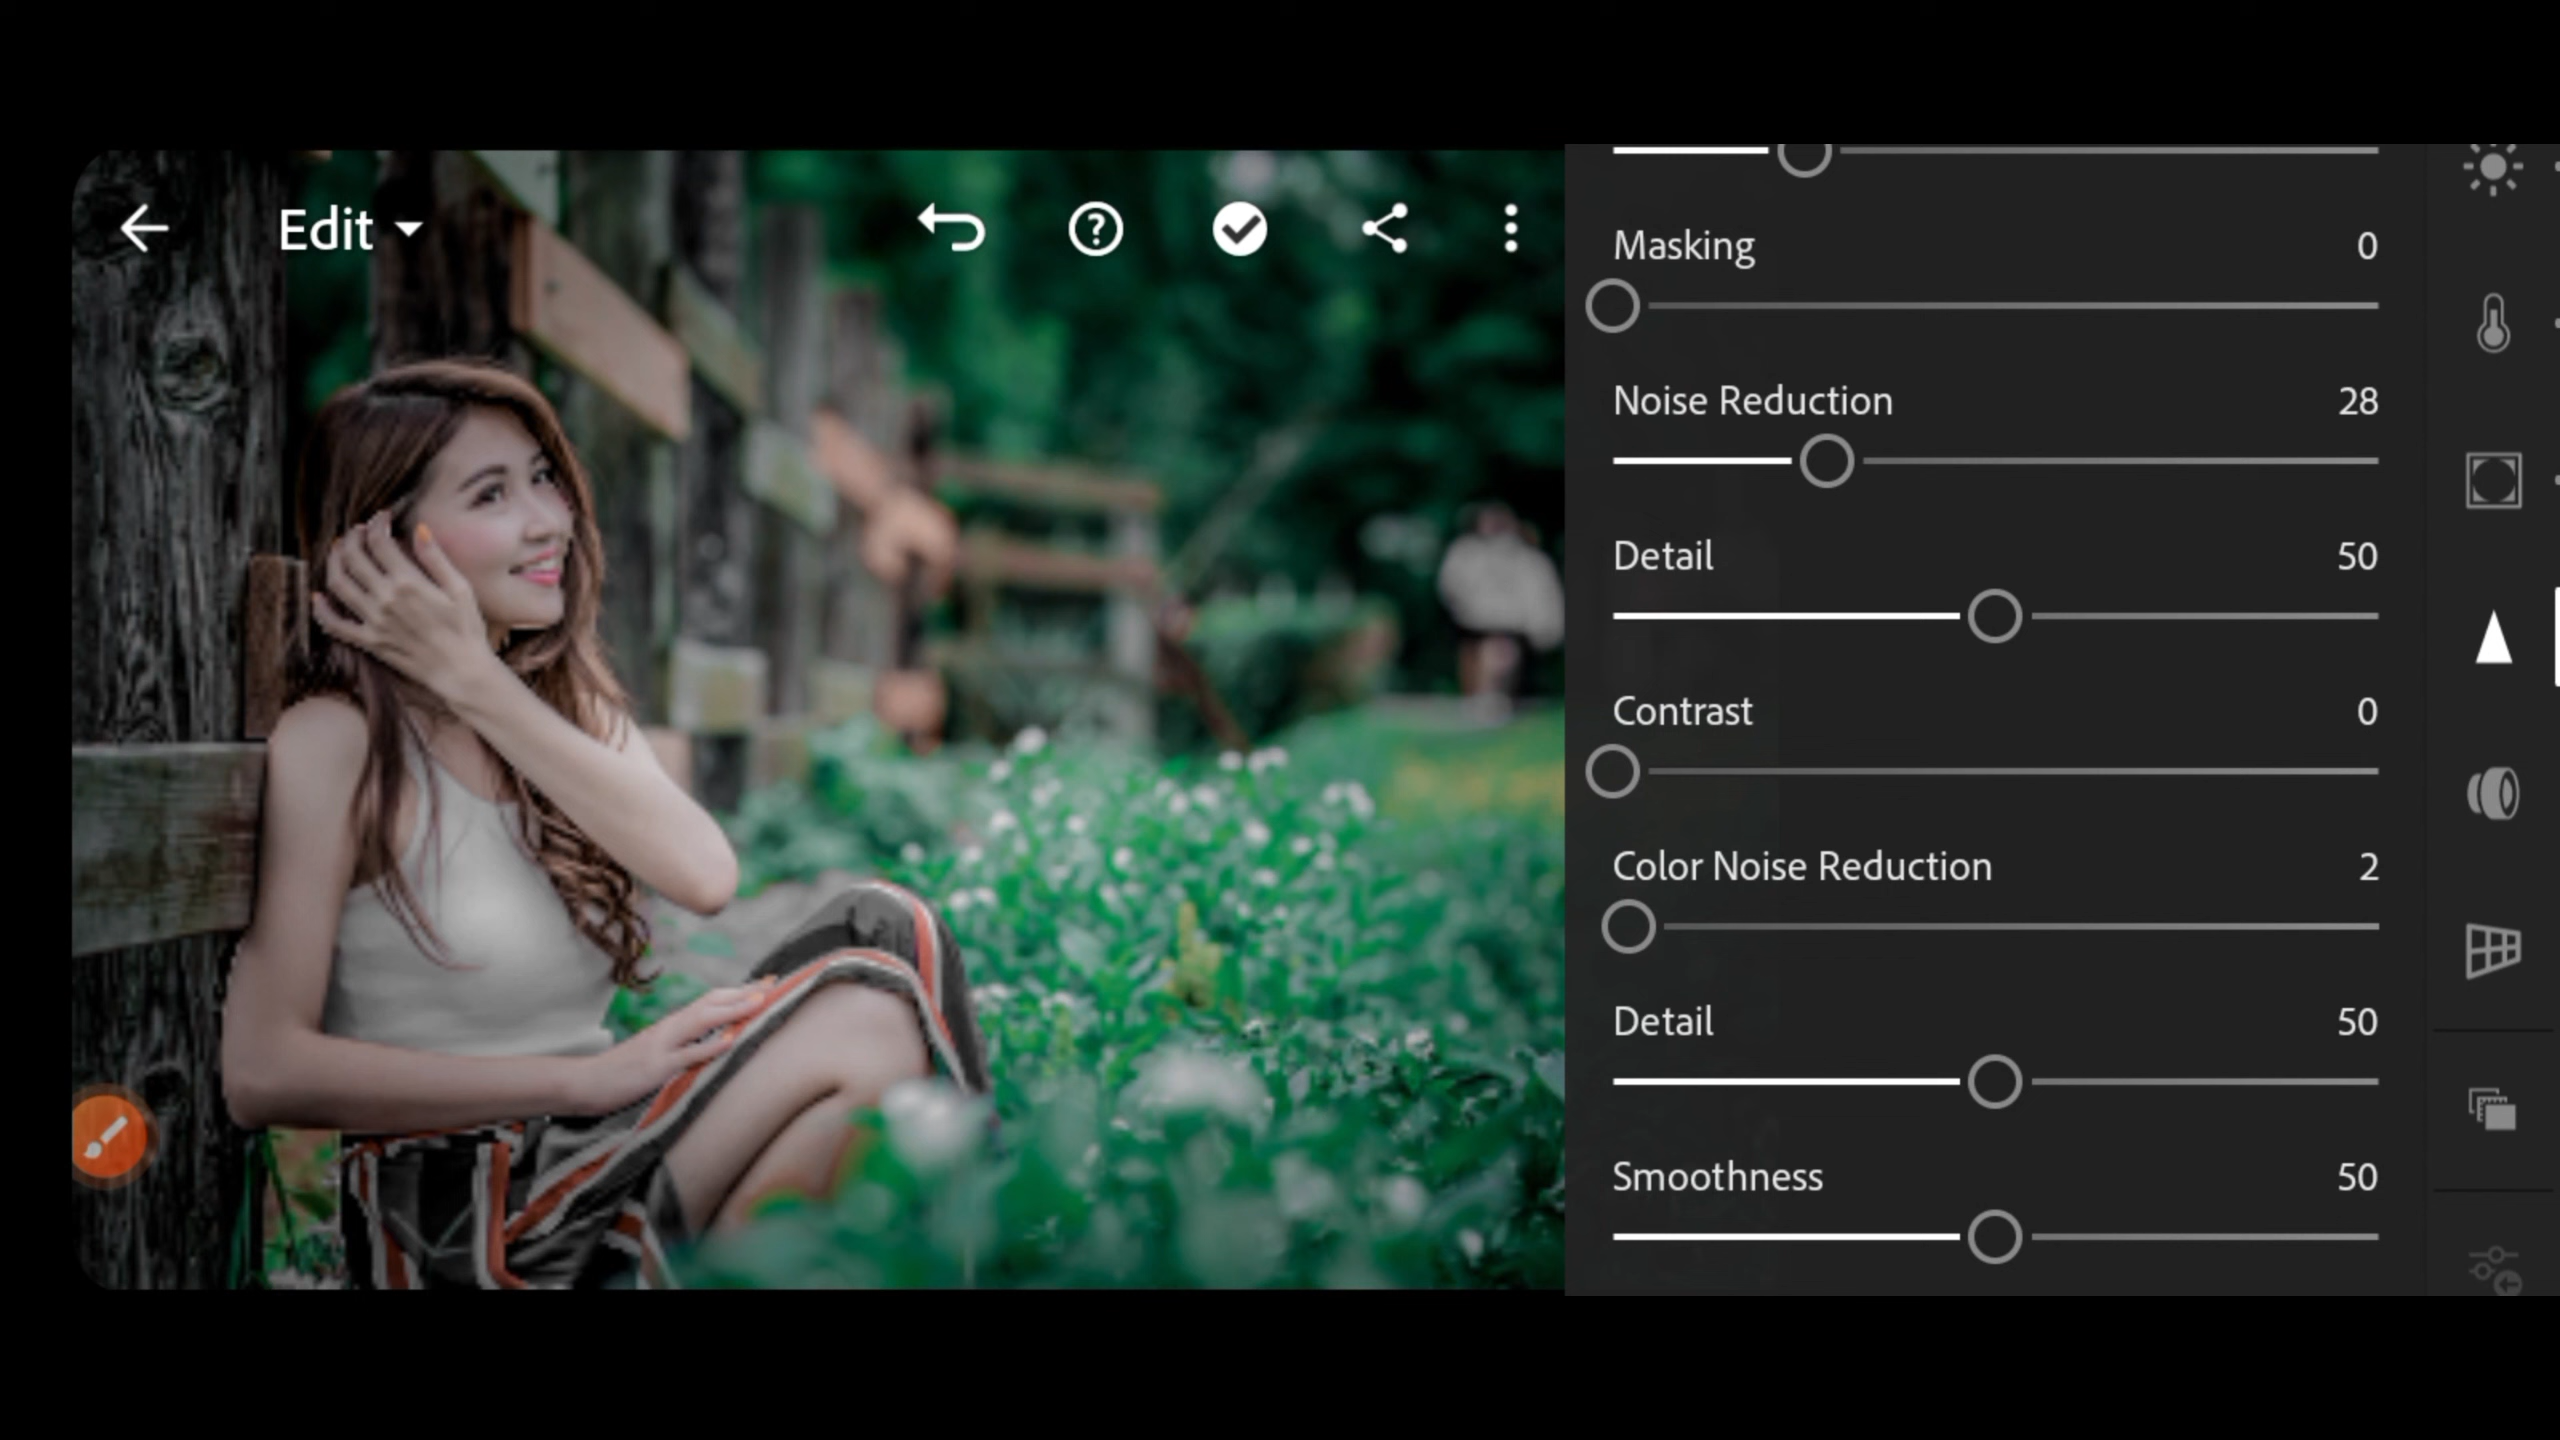 Edit
Masking 0
Noise Reduction 28
Detail 50
Contrast 0
Color Noise Reduction 2
Detail 50
Smoothness 50